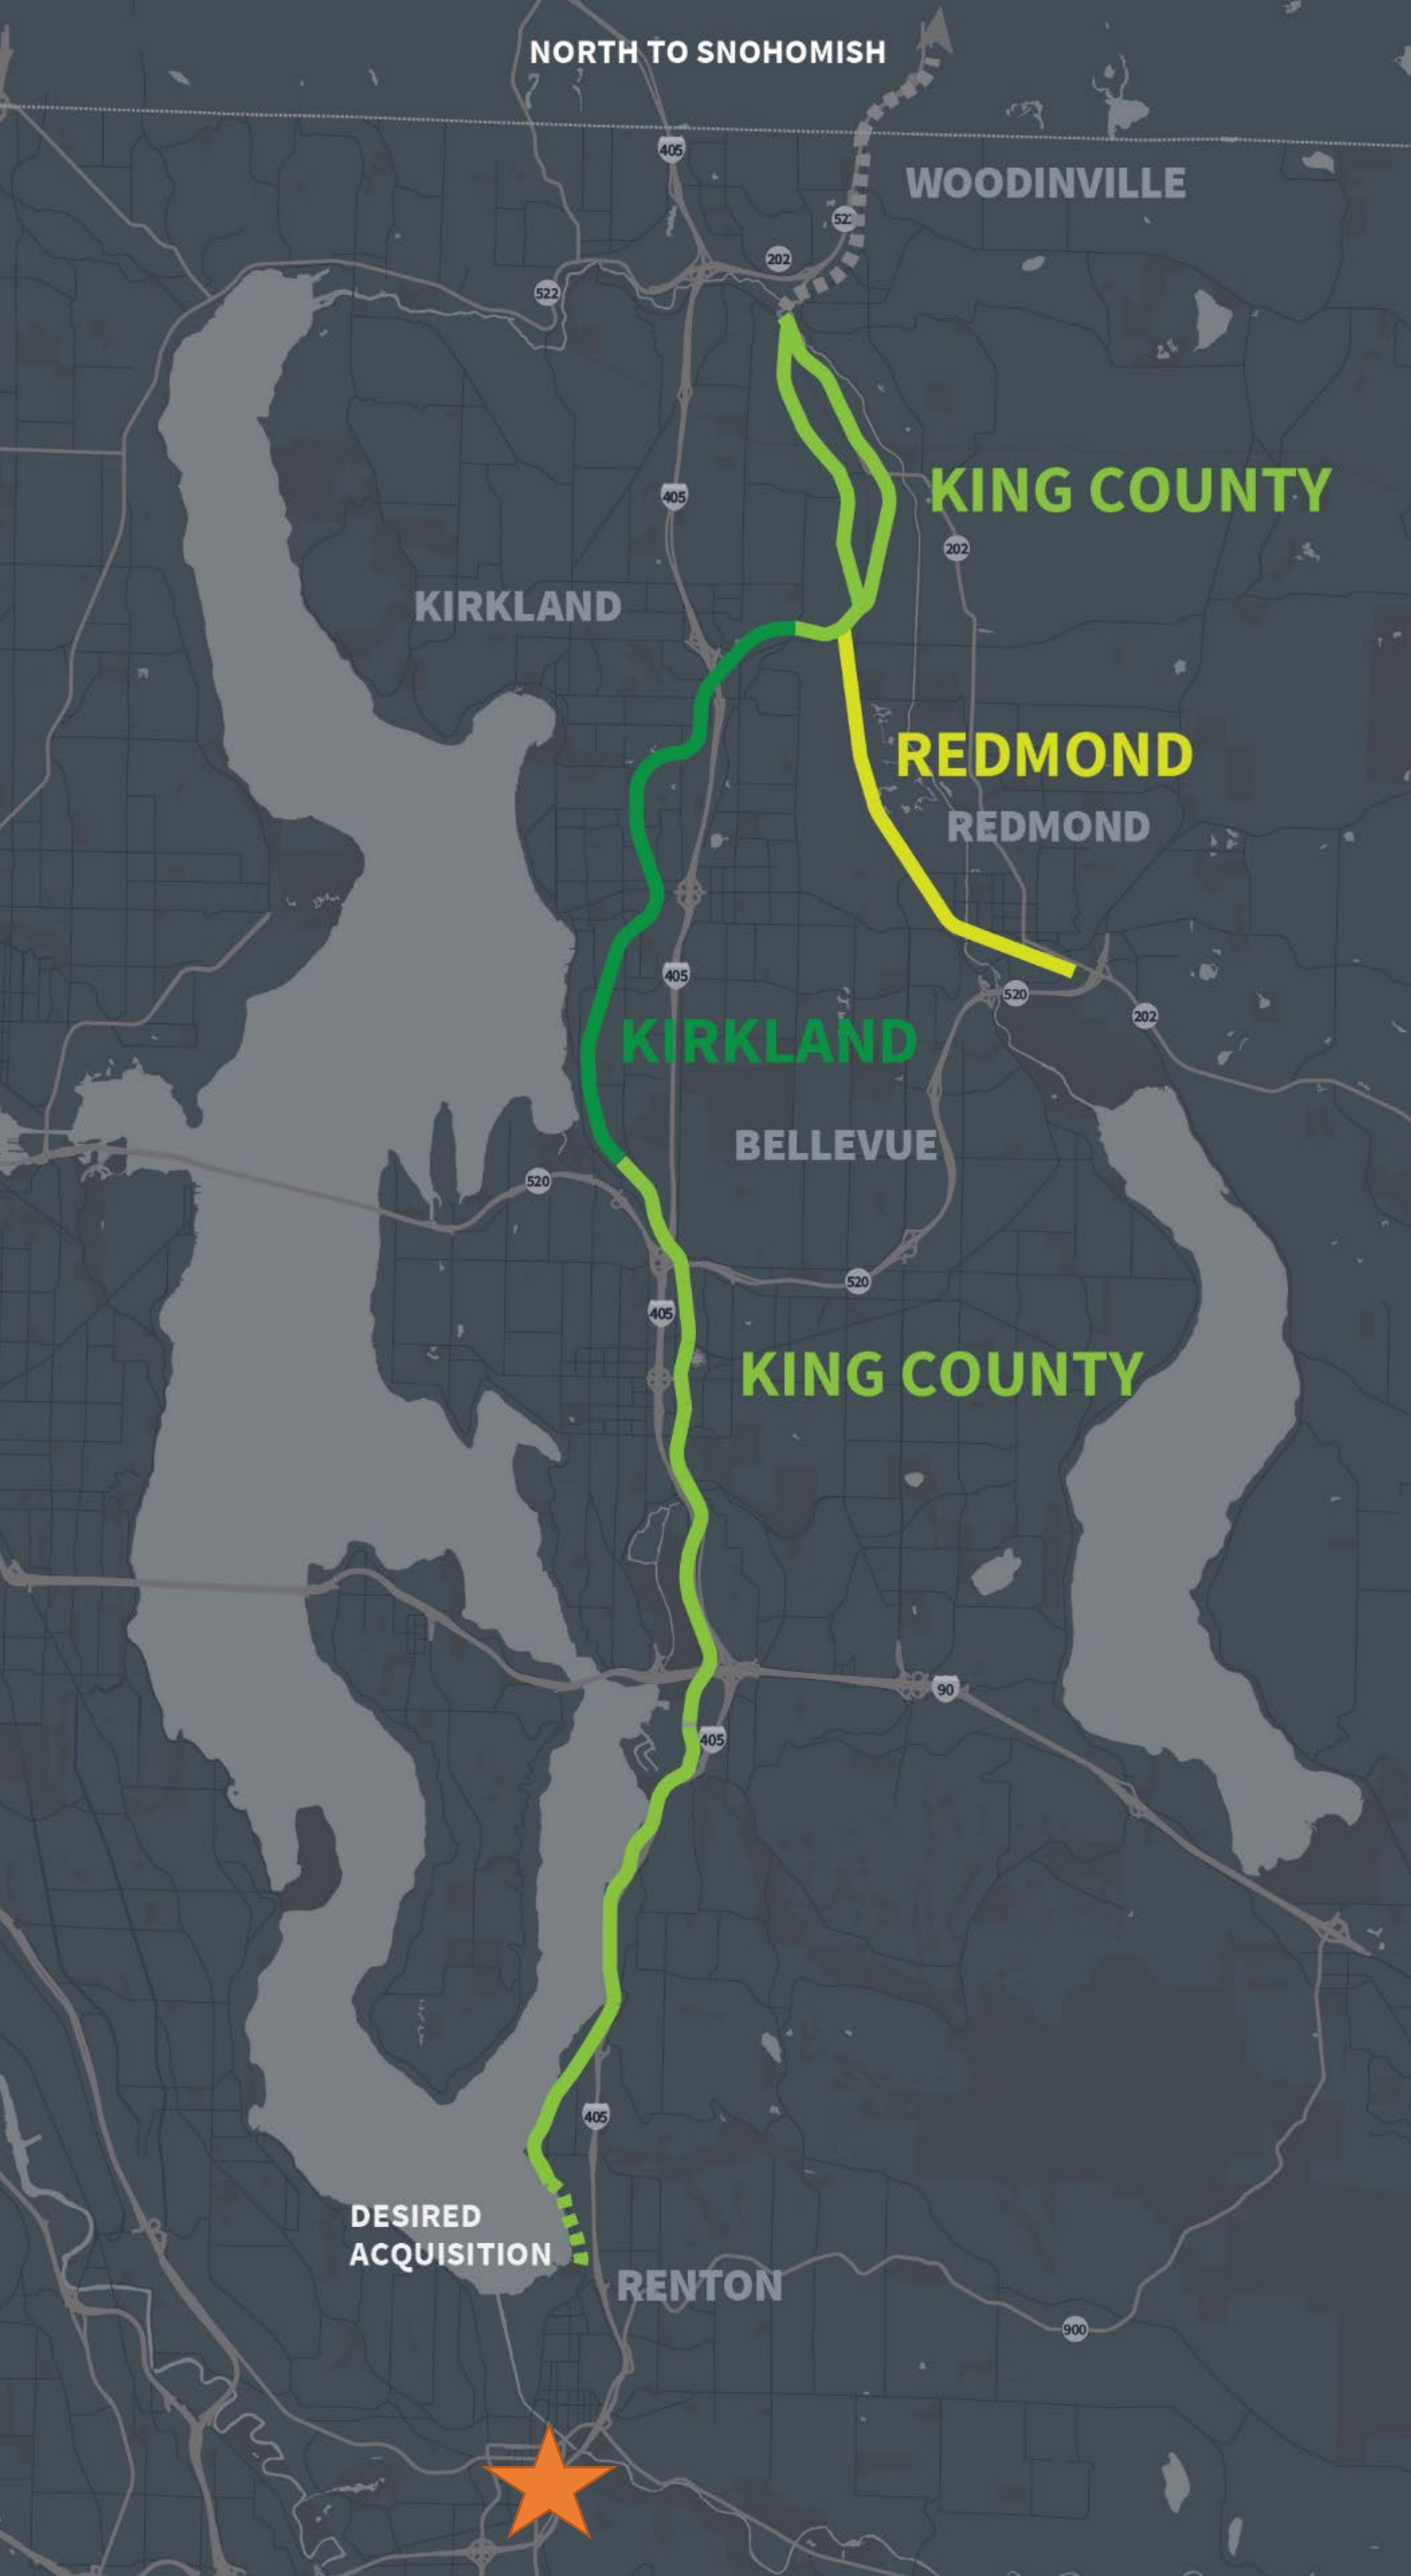 NORTH TO SNOHOMISH
405
WOODINVILLE
522
202
522
KING COUNTY
405
202
KIRKLAND
REDMOND
REDMOND
405
520
202
KIRKLAND
BELLEVUE
520
520
405
KING COUNTY
90
405
405
DESIRED
ACQUISITION
RENTON
900